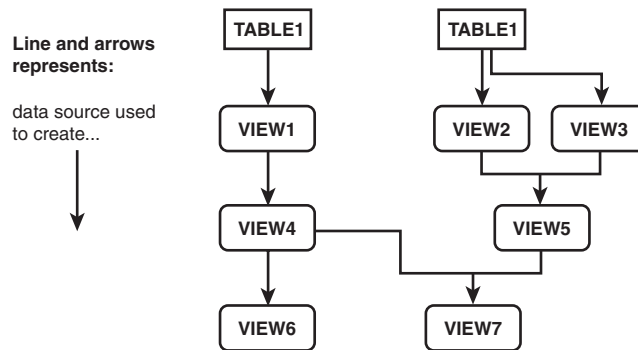 Line and arrows
represents:
data source used
to create...
TABLE1
TABLE1
VIEW1
VIEW2
VIEW3
VIEW4
VIEW5
VIEW6
VIEW7